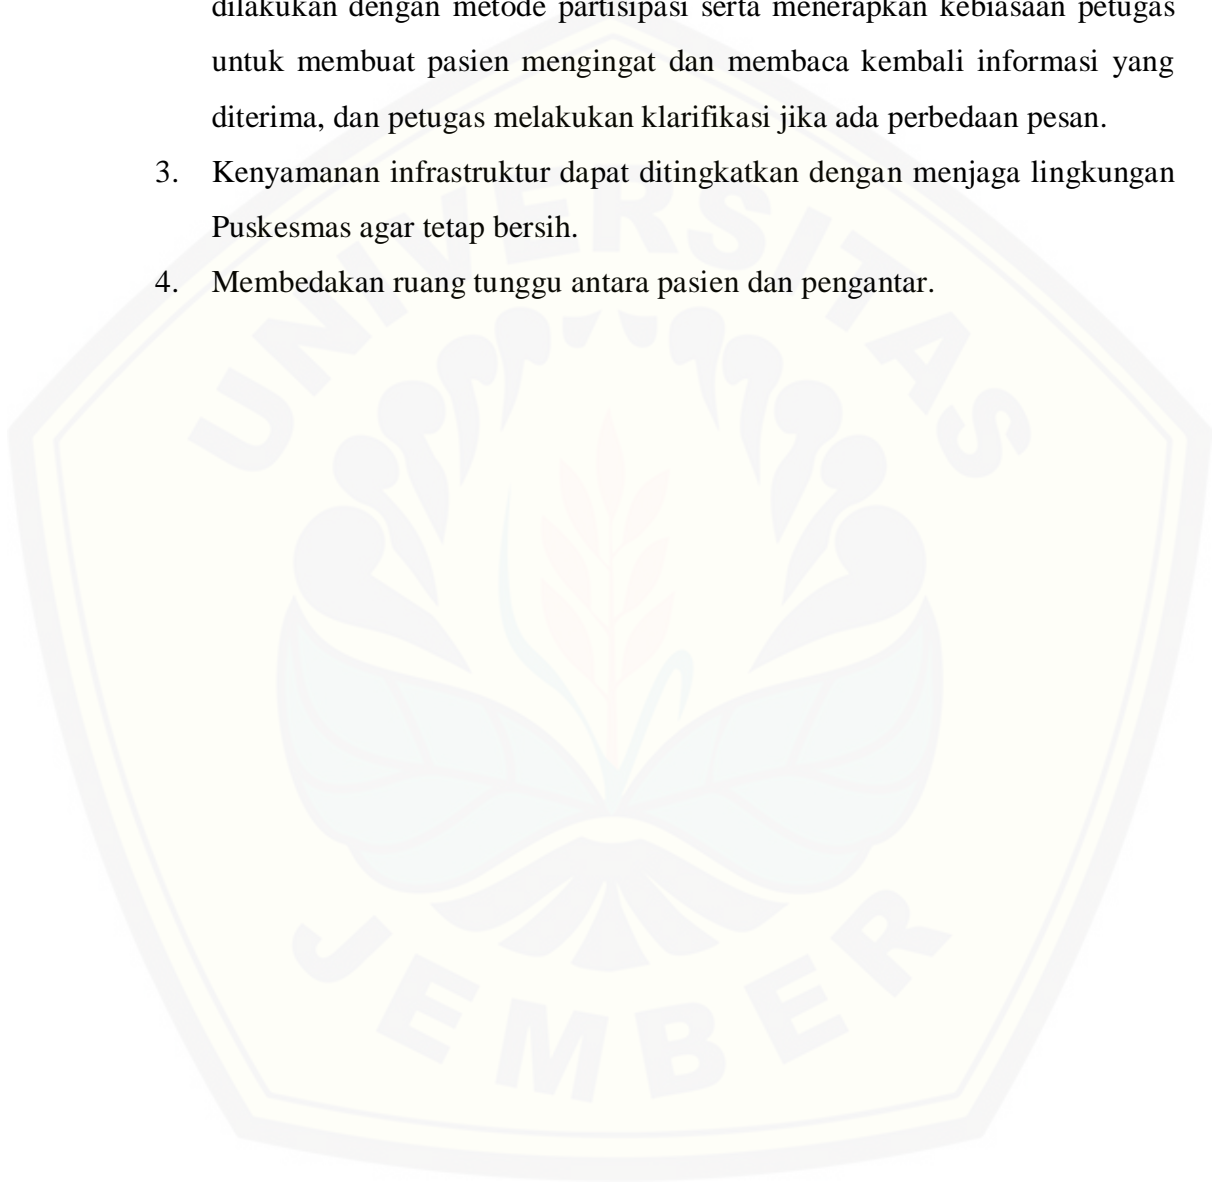 dilakukan dengan metode partisipasi serta menerapkan kebiasaan petugas
untuk membuat pasien mengingat dan membaca kembali informasi yang
diterima, dan petugas melakukan klarifikasi jika ada perbedaan pesan.
3. Kenyamanan infrastruktur dapat ditingkatkan dengan menjaga lingkungan
Puskesmas agar tetap bersih.
4. Membedakan ruang tunggu antara pasien dan pengantar.
UNIVERSITAS
JEMBER